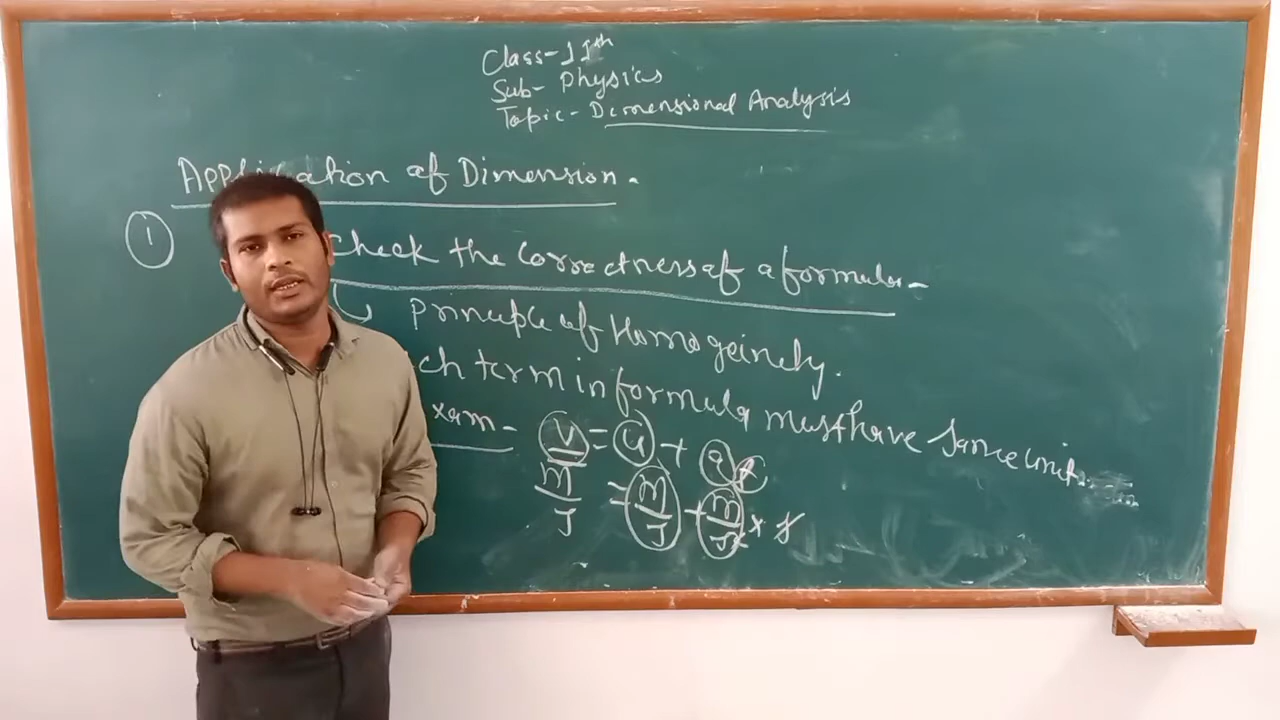 Class-11th
Sub- Physics
Topic- Dimensional Analysis
Application of Dimension.
1
check the correctness of a formula-
Principle of Homogeinety.
ch term in formula must have same unit.
xam- V = u + at
m/s = m/s + m/s² × s